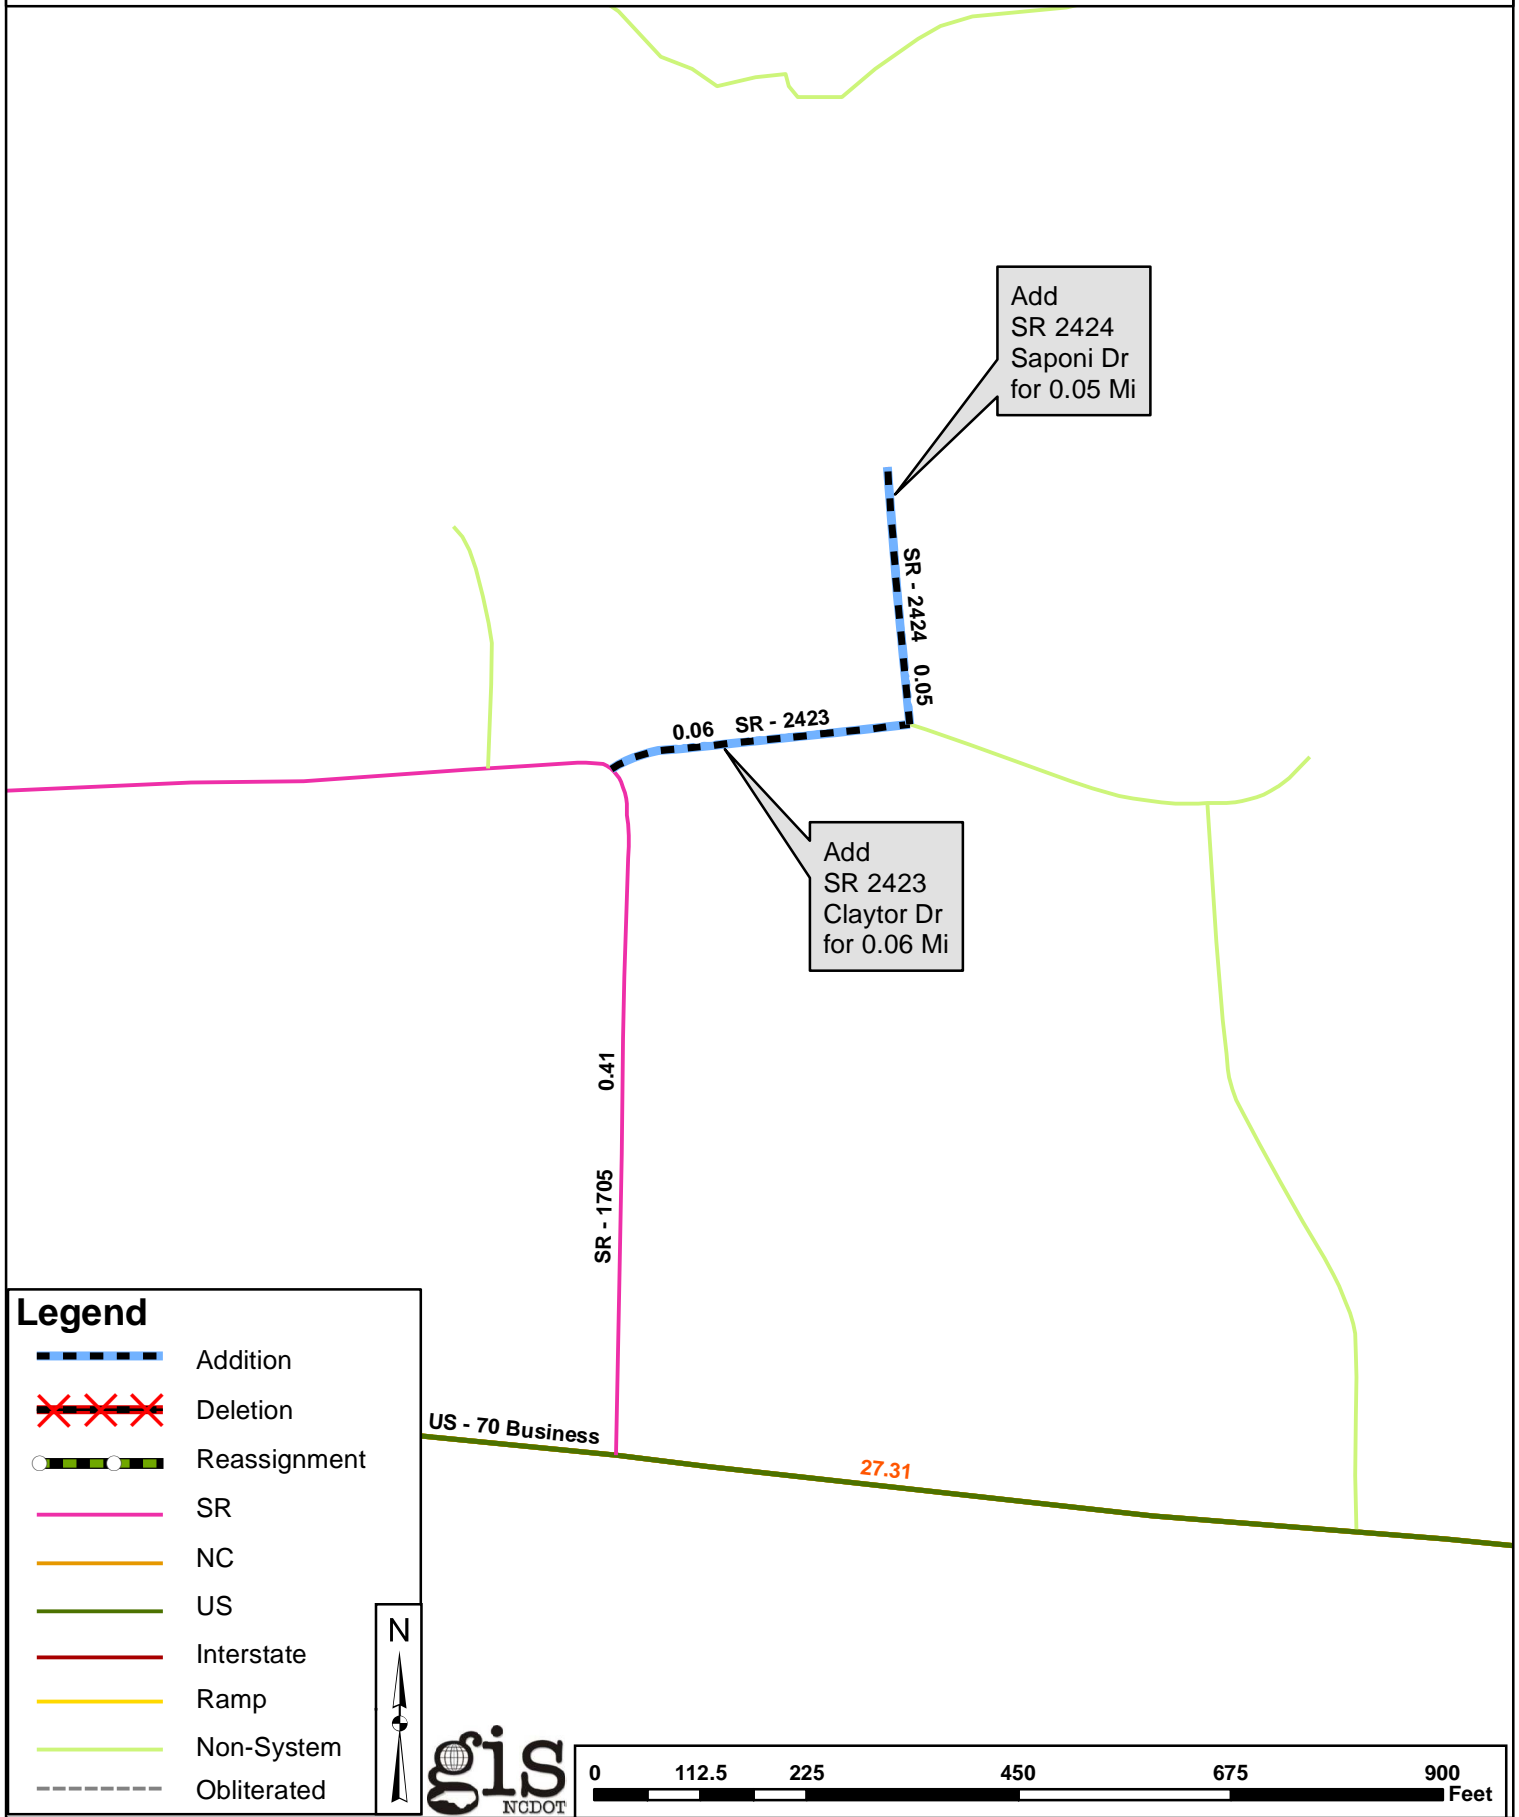 Add
SR 2424
Saponi Dr
for 0.05 Mi
SR - 2424 0.05
0.06 SR - 2423
Add
SR 2423
Claytor Dr
for 0.06 Mi
SR - 1705 0.41
US - 70 Business
27.31
Legend
Addition
Deletion
Reassignment
SR
NC
US
Interstate
Ramp
Non-System
Obliterated
N
gis
NCDOT
0 112.5 225 450 675 900
Feet